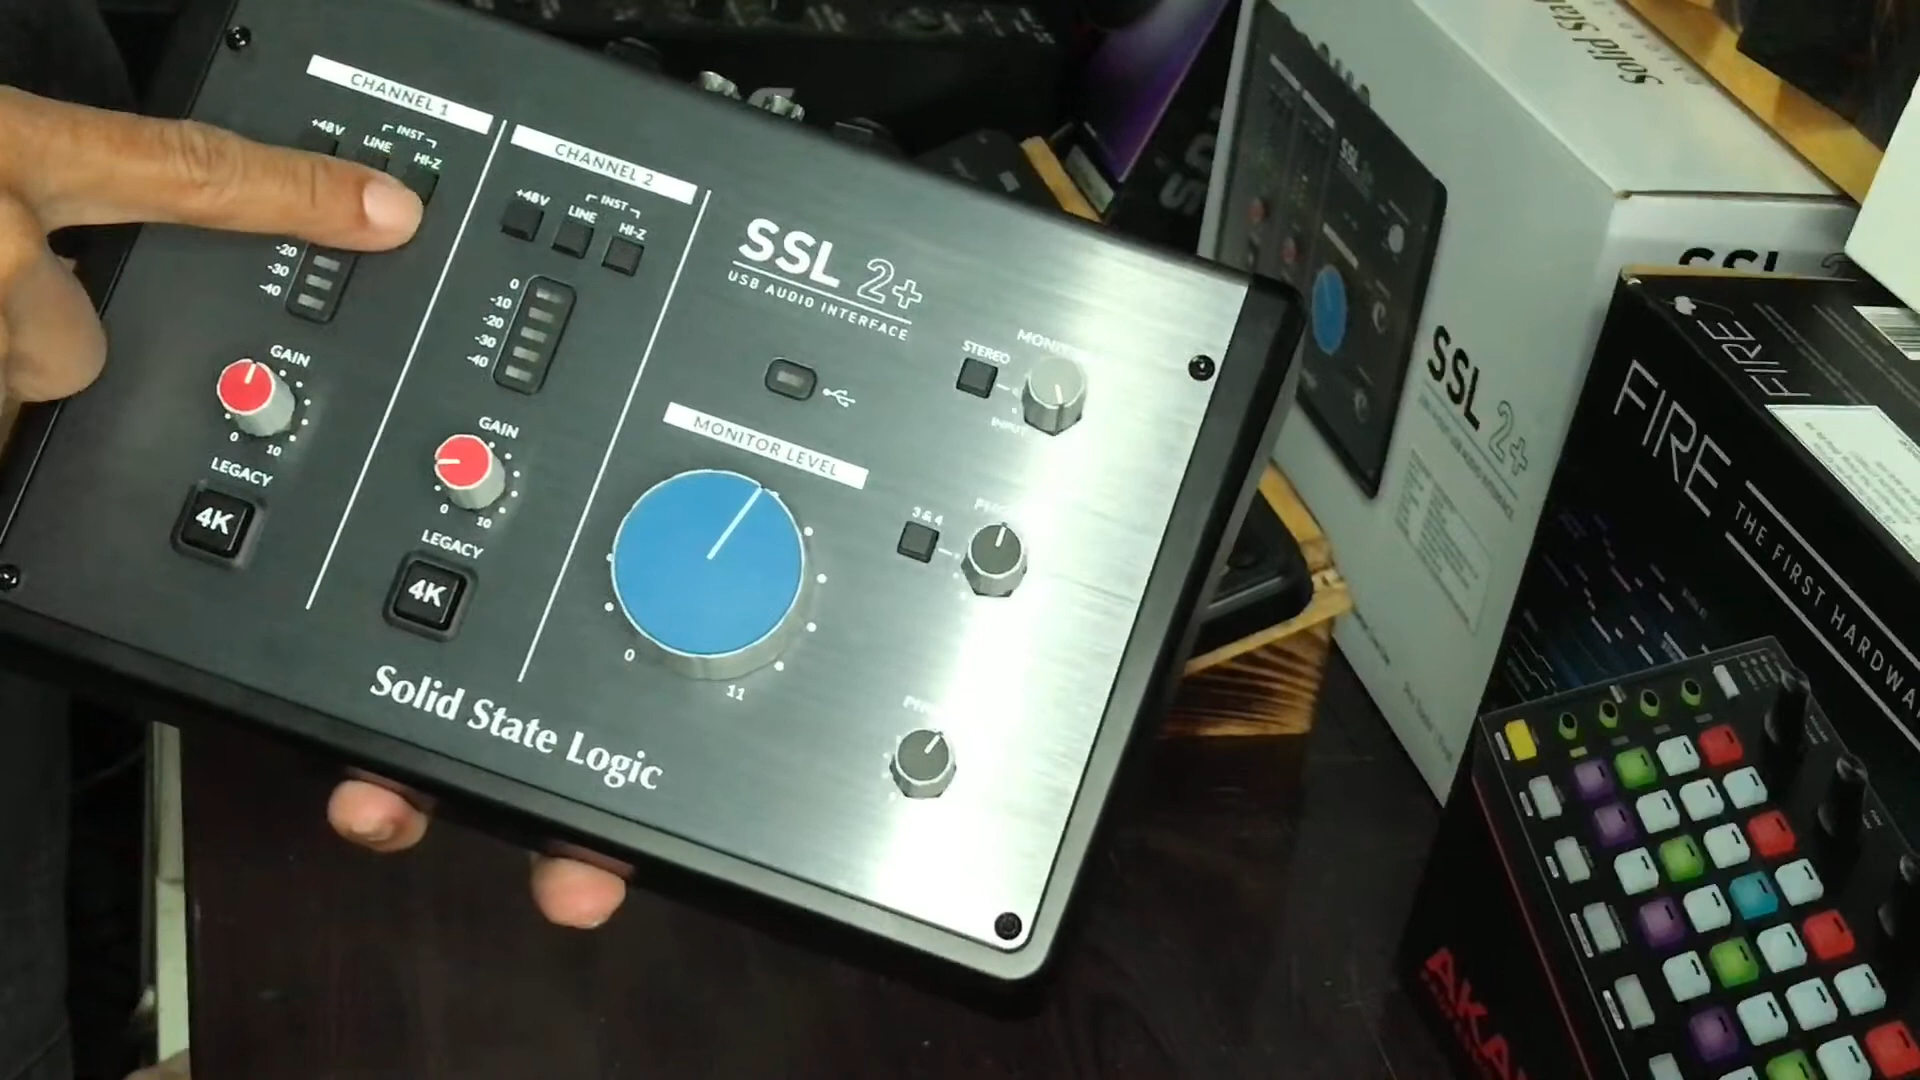 CHANNEL 1
+48V
INST
LINE
HI-Z
-20
-30
-40
GAIN
0
10
LEGACY
4K
CHANNEL 2
+48V
INST
LINE
HI-Z
0
-10
-20
-30
-40
GAIN
0
10
LEGACY
4K
SSL 2+
USB AUDIO INTERFACE
STEREO
INPUT
MONITOR LEVEL
0
11
3&4
Solid State Logic
SSL 2+
FIRE
FIRE
THE FIRST HARDWA
AKAI